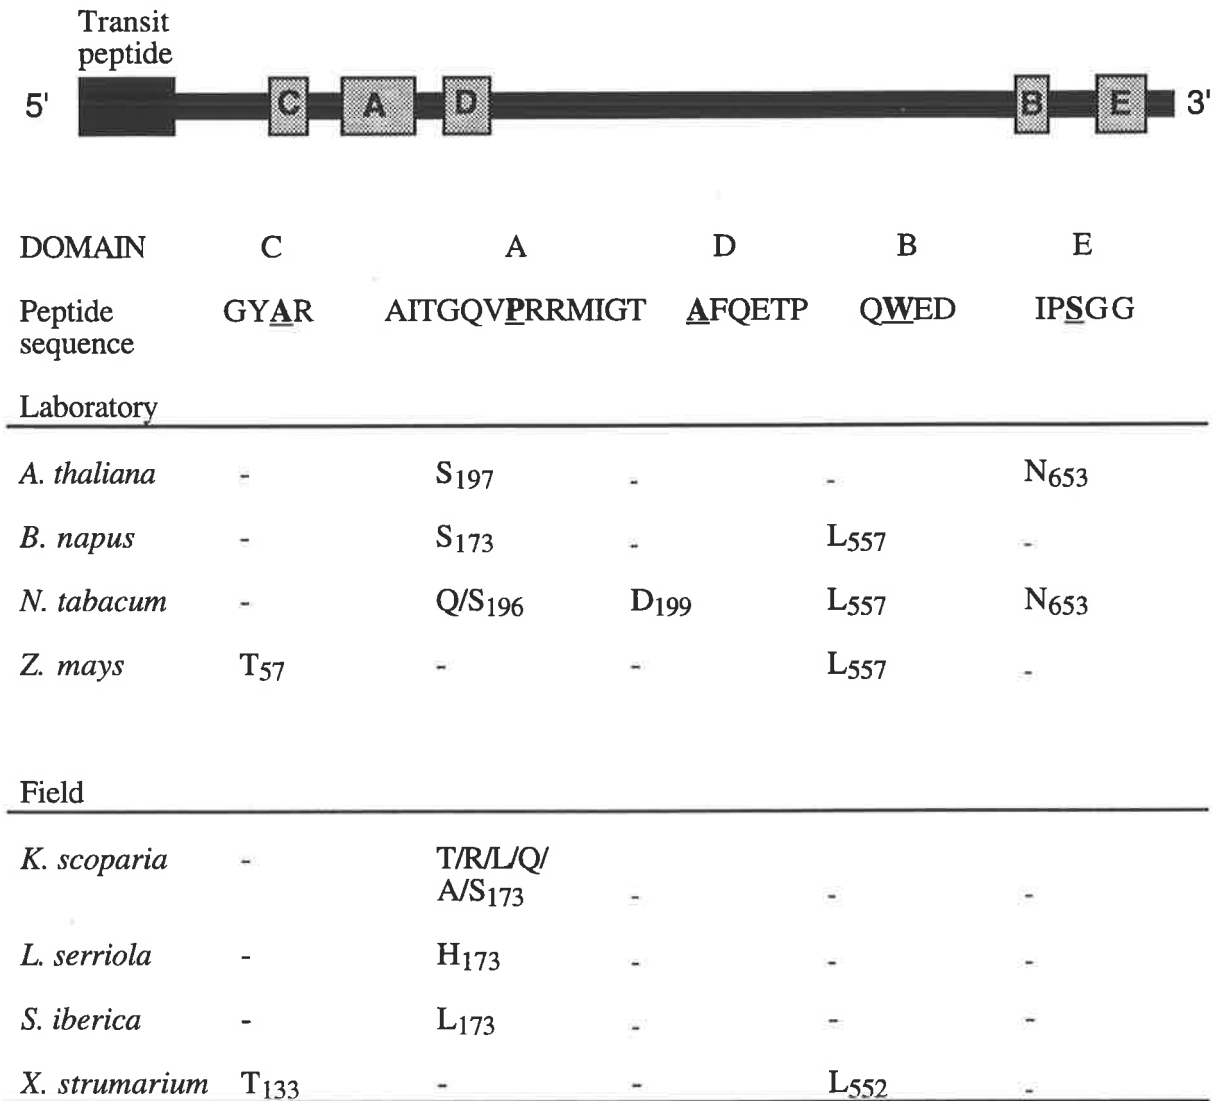 Transit
peptide
5' C A D B E 3'
DOMAIN C A D B E
Peptide GYAR AITGQVPRRMIGT AFQETP QWED IPSGG
sequence
Laboratory
A. thaliana - S197 - - N653
B. napus - S173 - L557 -
N. tabacum - Q/S196 D199 L557 N653
Z. mays T57 - - L557 -
Field
K. scoparia - T/R/L/Q/
A/S173 - - -
L. serriola - H173 - - -
S. iberica - L173 - - -
X. strumarium T133 - - L552 -